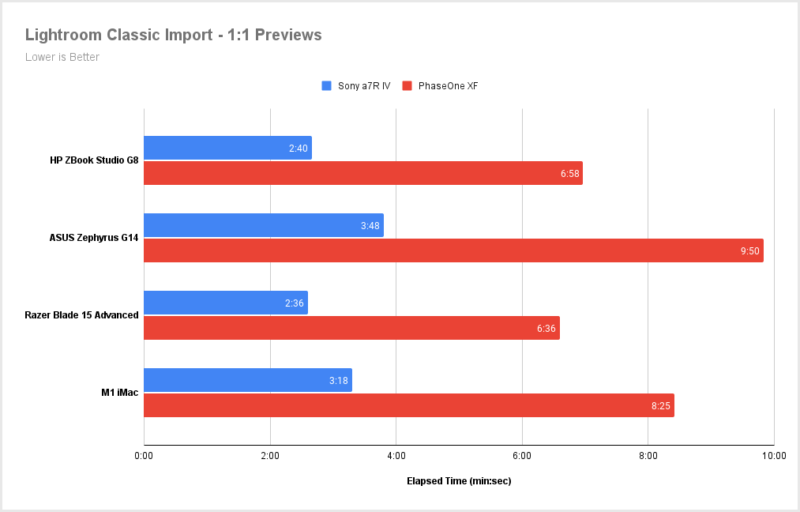 Lightroom Classic Import - 1:1 Previews
Lower is Better
Sony a7R IV PhaseOne XF
HP ZBook Studio G8
2:40
6:58
ASUS Zephyrus G14
3:48
9:50
Razer Blade 15 Advanced
2:36
6:36
M1 iMac
3:18
8:25
0:00 2:00 4:00 6:00 8:00 10:00
Elapsed Time (min:sec)